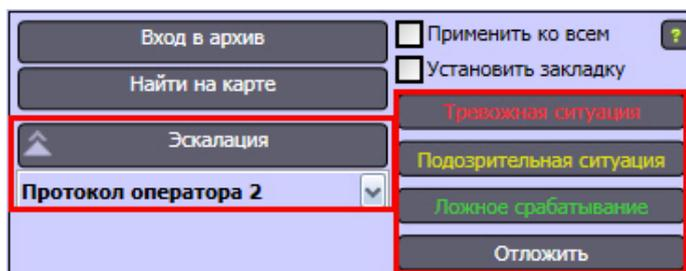 Вход в архив
Найти на карте
Эскалация
Протокол оператора 2
Применить ко всем
?
Установить закладку
Тревожная ситуация
Подозрительная ситуация
Ложное срабатывание
Отложить